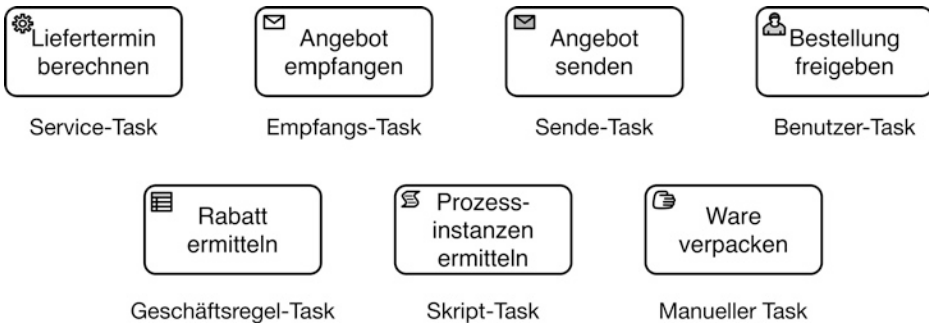 Liefertermin
berechnen
Angebot
empfangen
Angebot
senden
Bestellung
freigeben
Service-Task
Empfangs-Task
Sende-Task
Benutzer-Task
Rabatt
ermitteln
Prozess-
instanzen
ermitteln
Ware
verpacken
Geschäftsregel-Task
Skript-Task
Manueller Task